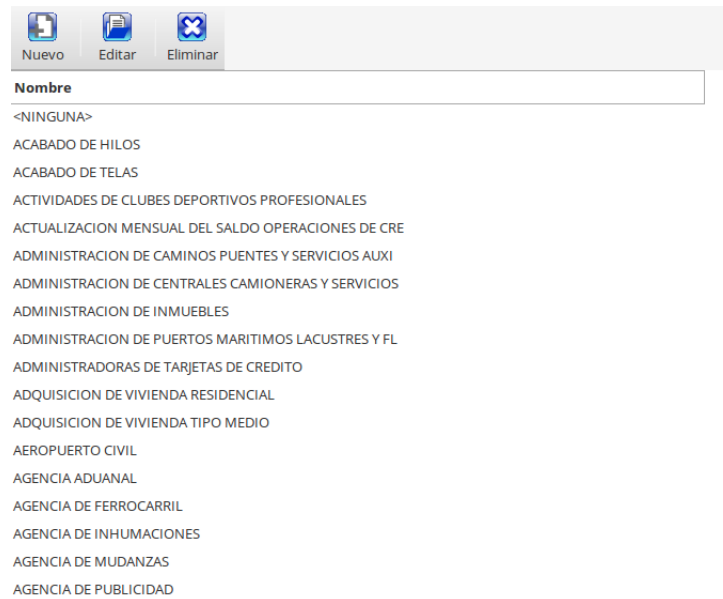 Nuevo Editar Eliminar
Nombre
<NINGUNA>
ACABADO DE HILOS
ACABADO DE TELAS
ACTIVIDADES DE CLUBES DEPORTIVOS PROFESIONALES
ACTUALIZACION MENSUAL DEL SALDO OPERACIONES DE CRE
ADMINISTRACION DE CAMINOS PUENTES Y SERVICIOS AUXI
ADMINISTRACION DE CENTRALES CAMIONERAS Y SERVICIOS
ADMINISTRACION DE INMUEBLES
ADMINISTRACION DE PUERTOS MARITIMOS LACUSTRES Y FL
ADMINISTRADORAS DE TARJETAS DE CREDITO
ADQUISICION DE VIVIENDA RESIDENCIAL
ADQUISICION DE VIVIENDA TIPO MEDIO
AEROPUERTO CIVIL
AGENCIA ADUANAL
AGENCIA DE FERROCARRIL
AGENCIA DE INHUMACIONES
AGENCIA DE MUDANZAS
AGENCIA DE PUBLICIDAD